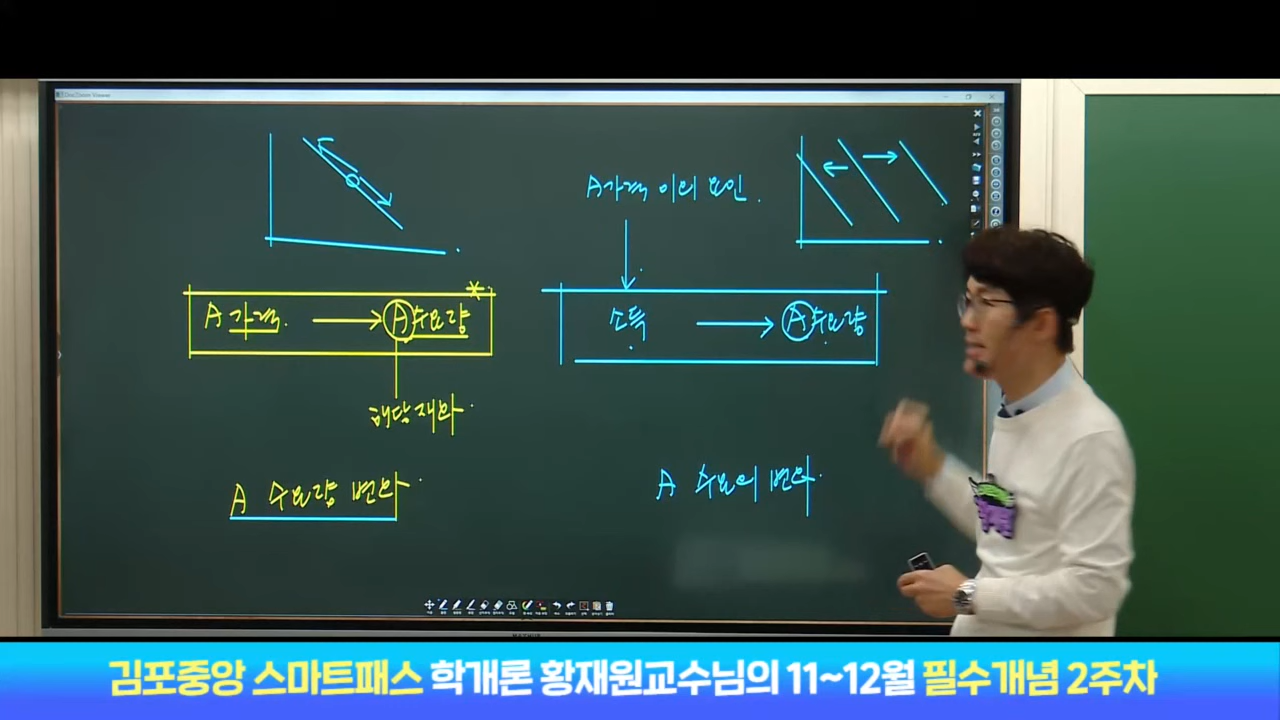 A가격 이외 요인.
A 가격. → A수요량 *
소득 → A수요량
해당재화
A 수요량 변화
A 수요의 변화
김포중앙 스마트패스 학개론 황재원교수님의 11~12월 필수개념 2주차